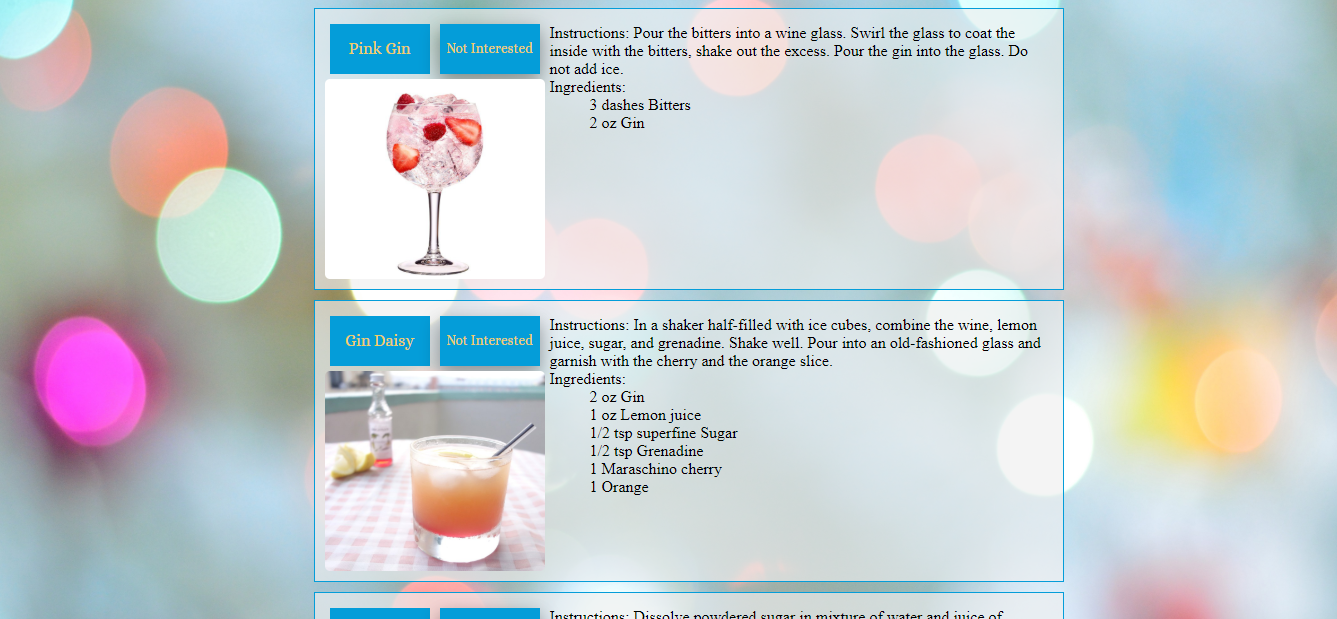 Pink Gin
Not Interested
Instructions: Pour the bitters into a wine glass. Swirl the glass to coat the
inside with the bitters, shake out the excess. Pour the gin into the glass. Do
not add ice.
Ingredients:
3 dashes Bitters
2 oz Gin
Gin Daisy
Not Interested
Instructions: In a shaker half-filled with ice cubes, combine the wine, lemon
juice, sugar, and grenadine. Shake well. Pour into an old-fashioned glass and
garnish with the cherry and the orange slice.
Ingredients:
2 oz Gin
1 oz Lemon juice
1/2 tsp superfine Sugar
1/2 tsp Grenadine
1 Maraschino cherry
1 Orange
Instructions: Dissolve powdered sugar in mixture of water and juice of